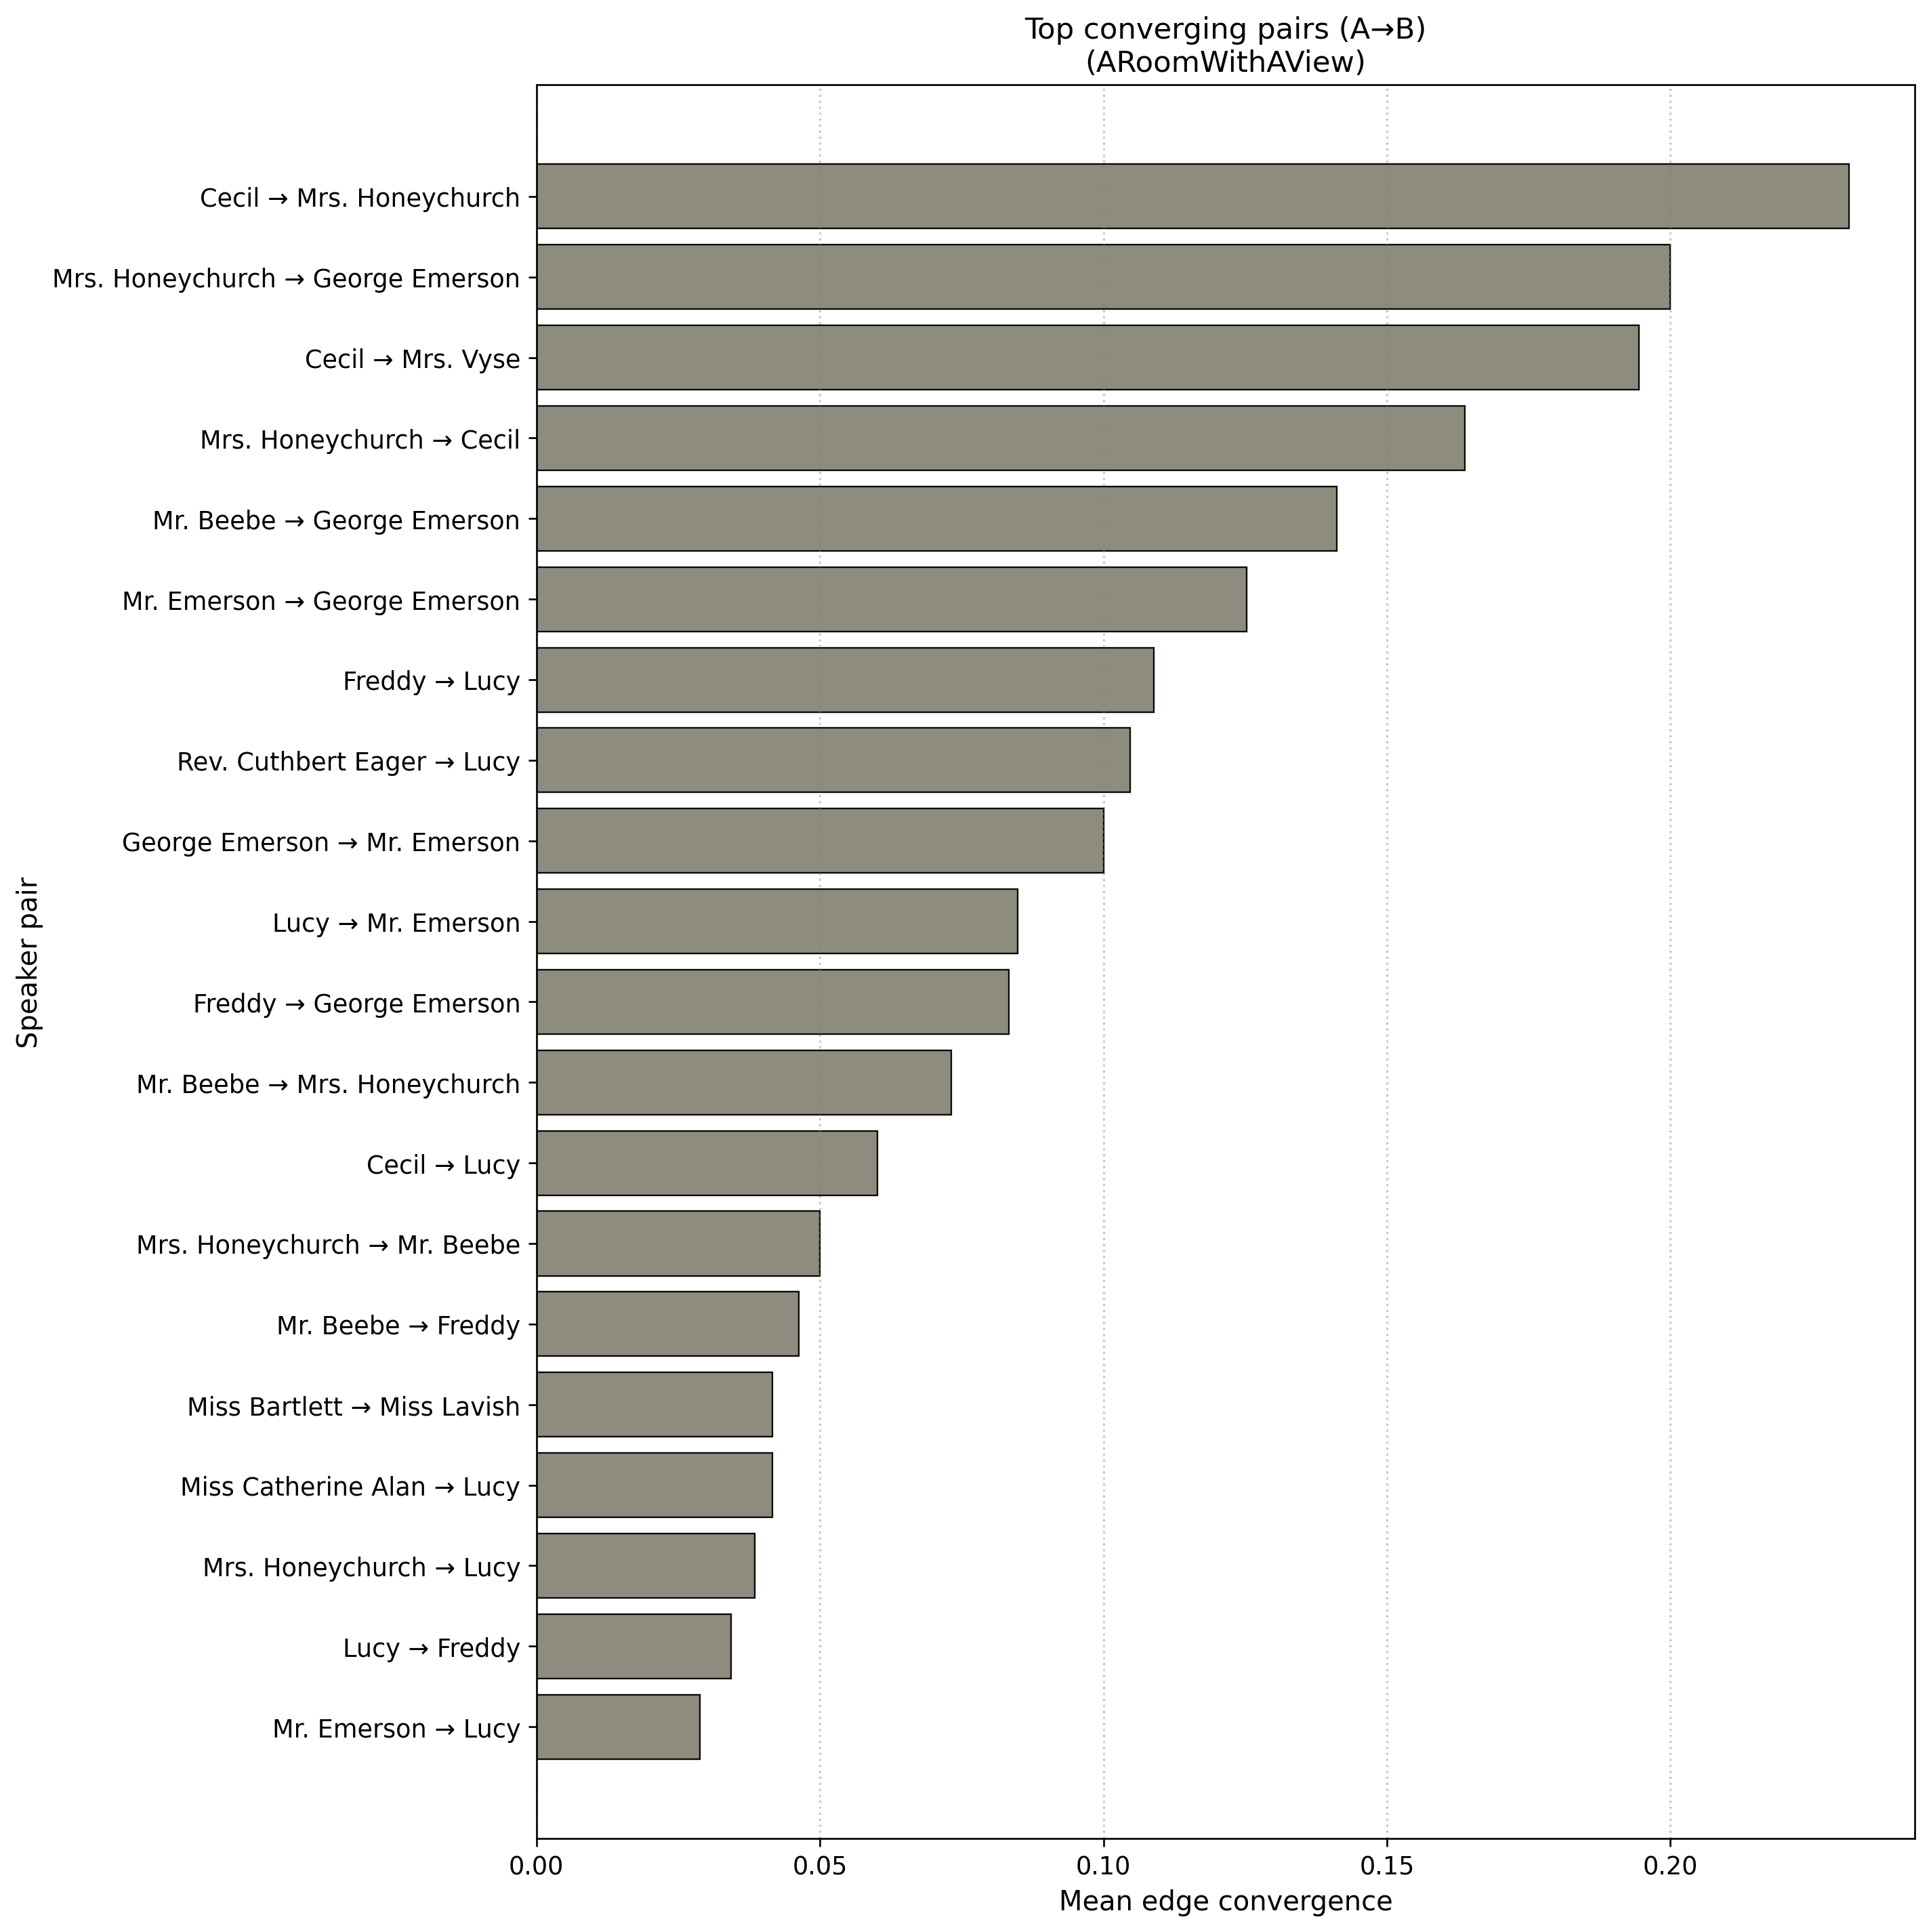 Top converging pairs (A→B)
(ARoomWithAView)
Speaker pair
Cecil → Mrs. Honeychurch
Mrs. Honeychurch → George Emerson
Cecil → Mrs. Vyse
Mrs. Honeychurch → Cecil
Mr. Beebe → George Emerson
Mr. Emerson → George Emerson
Freddy → Lucy
Rev. Cuthbert Eager → Lucy
George Emerson → Mr. Emerson
Lucy → Mr. Emerson
Freddy → George Emerson
Mr. Beebe → Mrs. Honeychurch
Cecil → Lucy
Mrs. Honeychurch → Mr. Beebe
Mr. Beebe → Freddy
Miss Bartlett → Miss Lavish
Miss Catherine Alan → Lucy
Mrs. Honeychurch → Lucy
Lucy → Freddy
Mr. Emerson → Lucy
0.00 0.05 0.10 0.15 0.20
Mean edge convergence